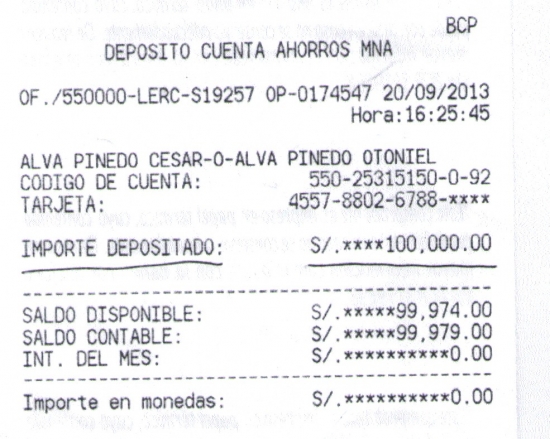 BCP
DEPOSITO CUENTA AHORROS MNA
OF./550000-LERC-S19257 OP-0174547 20/09/2013
Hora:16:25:45
ALVA PINEDO CESAR-O-ALVA PINEDO OTONIEL
CODIGO DE CUENTA: 550-25315150-0-92
TARJETA: 4557-8802-6788-****
IMPORTE DEPOSITADO: S/.****100,000.00
SALDO DISPONIBLE: S/.*****99,974.00
SALDO CONTABLE: S/.*****99,979.00
INT. DEL MES: S/.**********0.00
Importe en monedas: S/.**********0.00